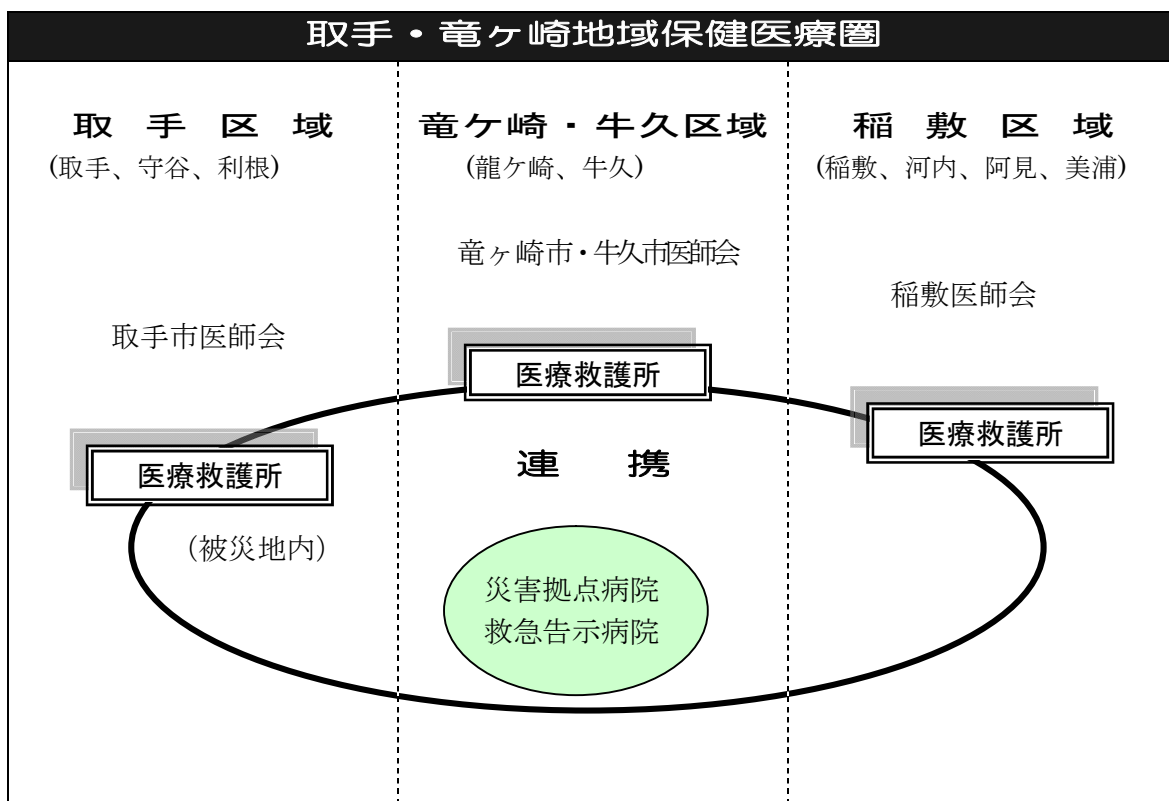 取手・竜ヶ崎地域保健医療圏
取手区域
(取手、守谷、利根)
竜ケ崎・牛久区域
(龍ケ崎、牛久)
稲敷区域
(稲敷、河内、阿見、美浦)
竜ヶ崎市・牛久市医師会
稲敷医師会
取手市医師会
医療救護所
医療救護所
医療救護所
連携
(被災地内)
災害拠点病院
救急告示病院